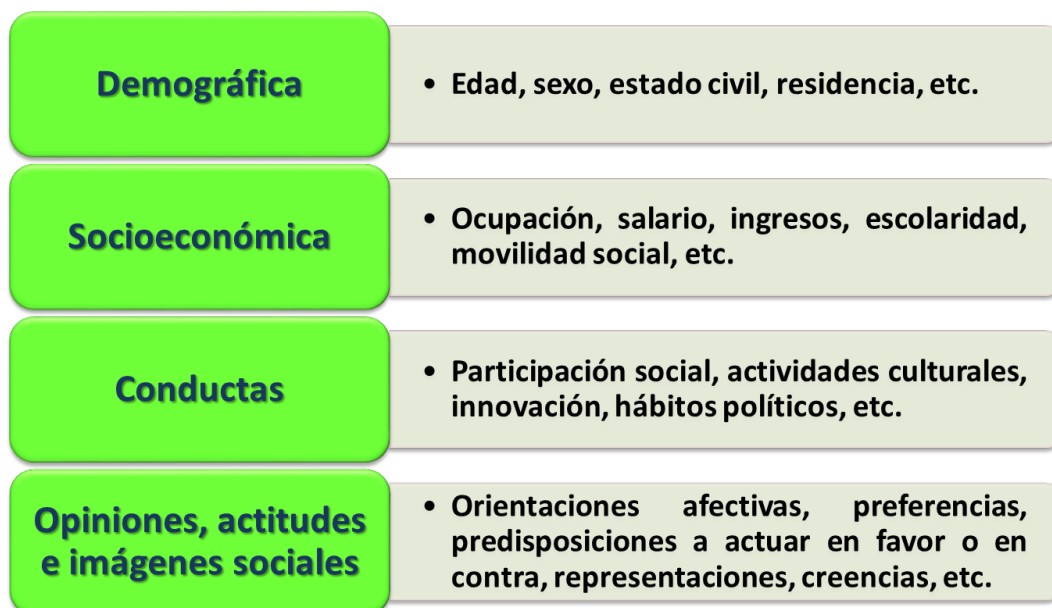 Demográfica
• Edad, sexo, estado civil, residencia, etc.
Socioeconómica
• Ocupación, salario, ingresos, escolaridad,
movilidad social, etc.
Conductas
• Participación social, actividades culturales,
innovación, hábitos políticos, etc.
Opiniones, actitudes
e imágenes sociales
• Orientaciones afectivas, preferencias,
predisposiciones a actuar en favor o en
contra, representaciones, creencias, etc.